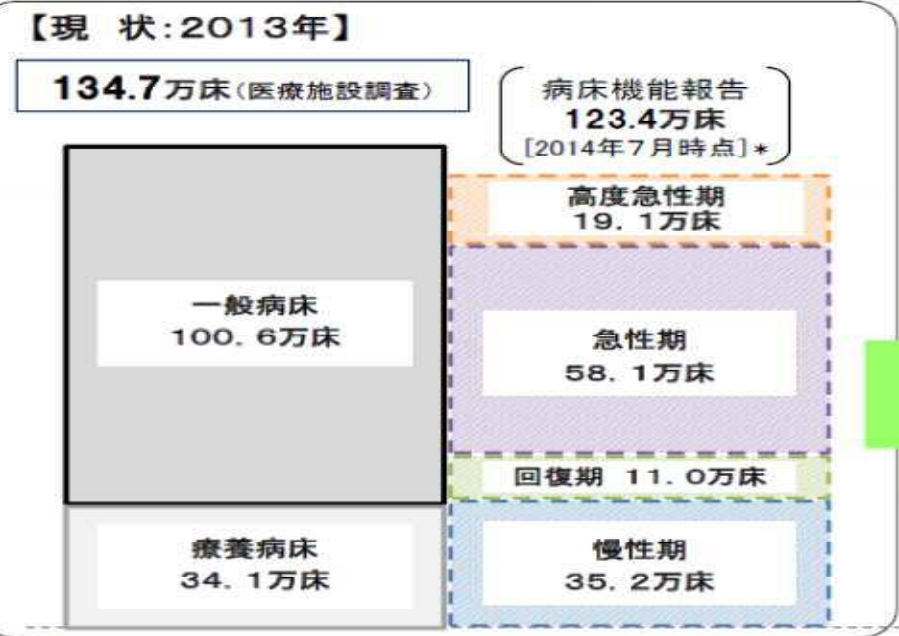 【現 状:2013年】
134.7万床(医療施設調査)
病床機能報告
123.4万床
[2014年7月時点]*
高度急性期
19.1万床
一般病床
100.6万床
急性期
58.1万床
回復期 11.0万床
療養病床
34.1万床
慢性期
35.2万床